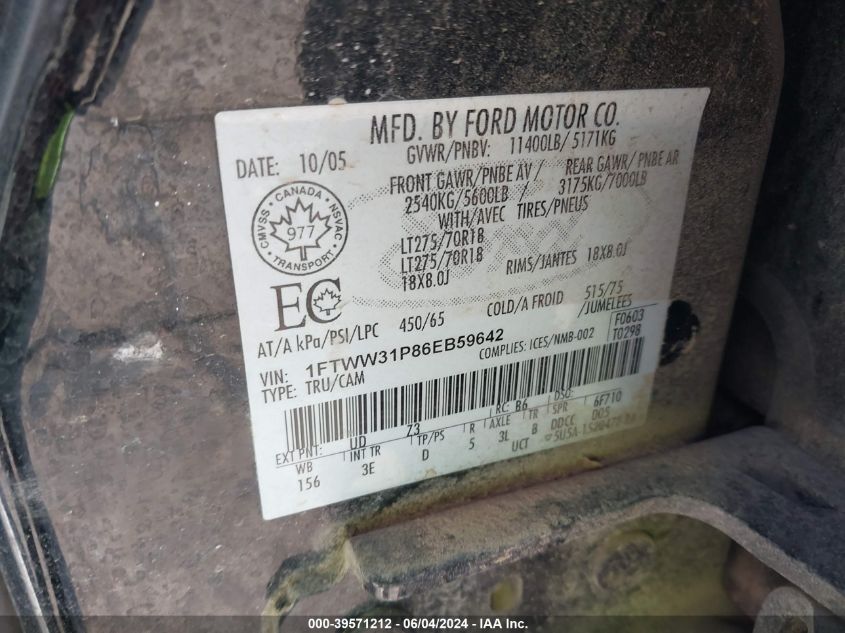 MFD. BY FORD MOTOR CO.
DATE: 10/05 GVWR/PNBV: 11400LB/5171KG
FRONT GAWR/PNBE AV / REAR GAWR/PNBE AR
2540KG/5600LB 3175KG/7000LB
WITH/AVEC TIRES/PNEUS
CANADA
CMVSS NSVAC
977
TRANSPORT
LT275/70R18
LT275/70R18
18X8.0J RIMS/JANTES 18X8.0J
EC
AT/A kPa/PSI/LPC 450/65 COLD/A FROID 515/75
/JUMELEES
VIN: 1FTWW31P86EB59642 COMPLIES: ICES/NMB-002 F0603
TYPE: TRU/CAM T0298
RC: B6 DSO:
EXT PNT: UD Z3 6F710
WB INT TR TP/PS R AXLE TR SPR
156 3E D 5 3L B DDCC D05
UCT
000-39571212 - 06/04/2024 - IAA Inc.